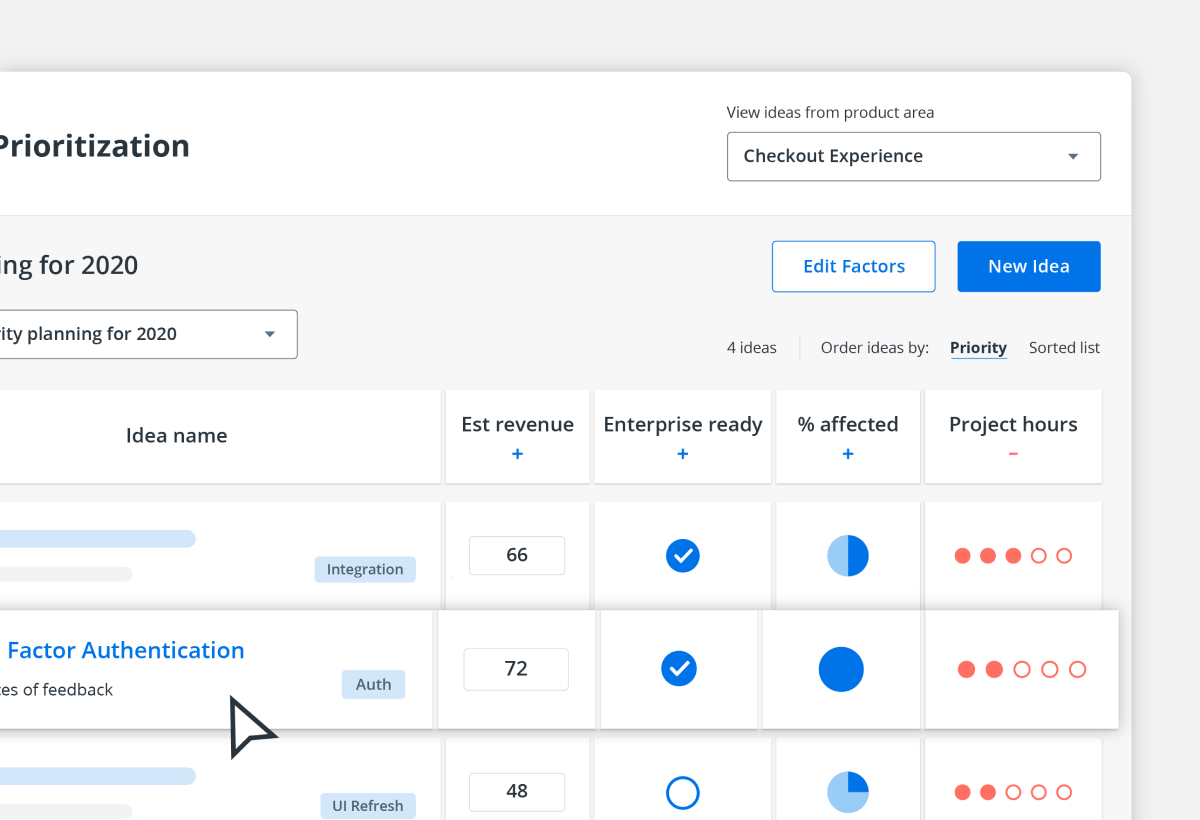 View ideas from product area
Prioritization
Checkout Experience
ing for 2020
Edit Factors
New Idea
ity planning for 2020
4 ideas
Order ideas by:
Priority
Sorted list
Idea name
Est revenue
+
Enterprise ready
+
% affected
+
Project hours
−
66
Integration
Factor Authentication
72
Auth
es of feedback
48
UI Refresh